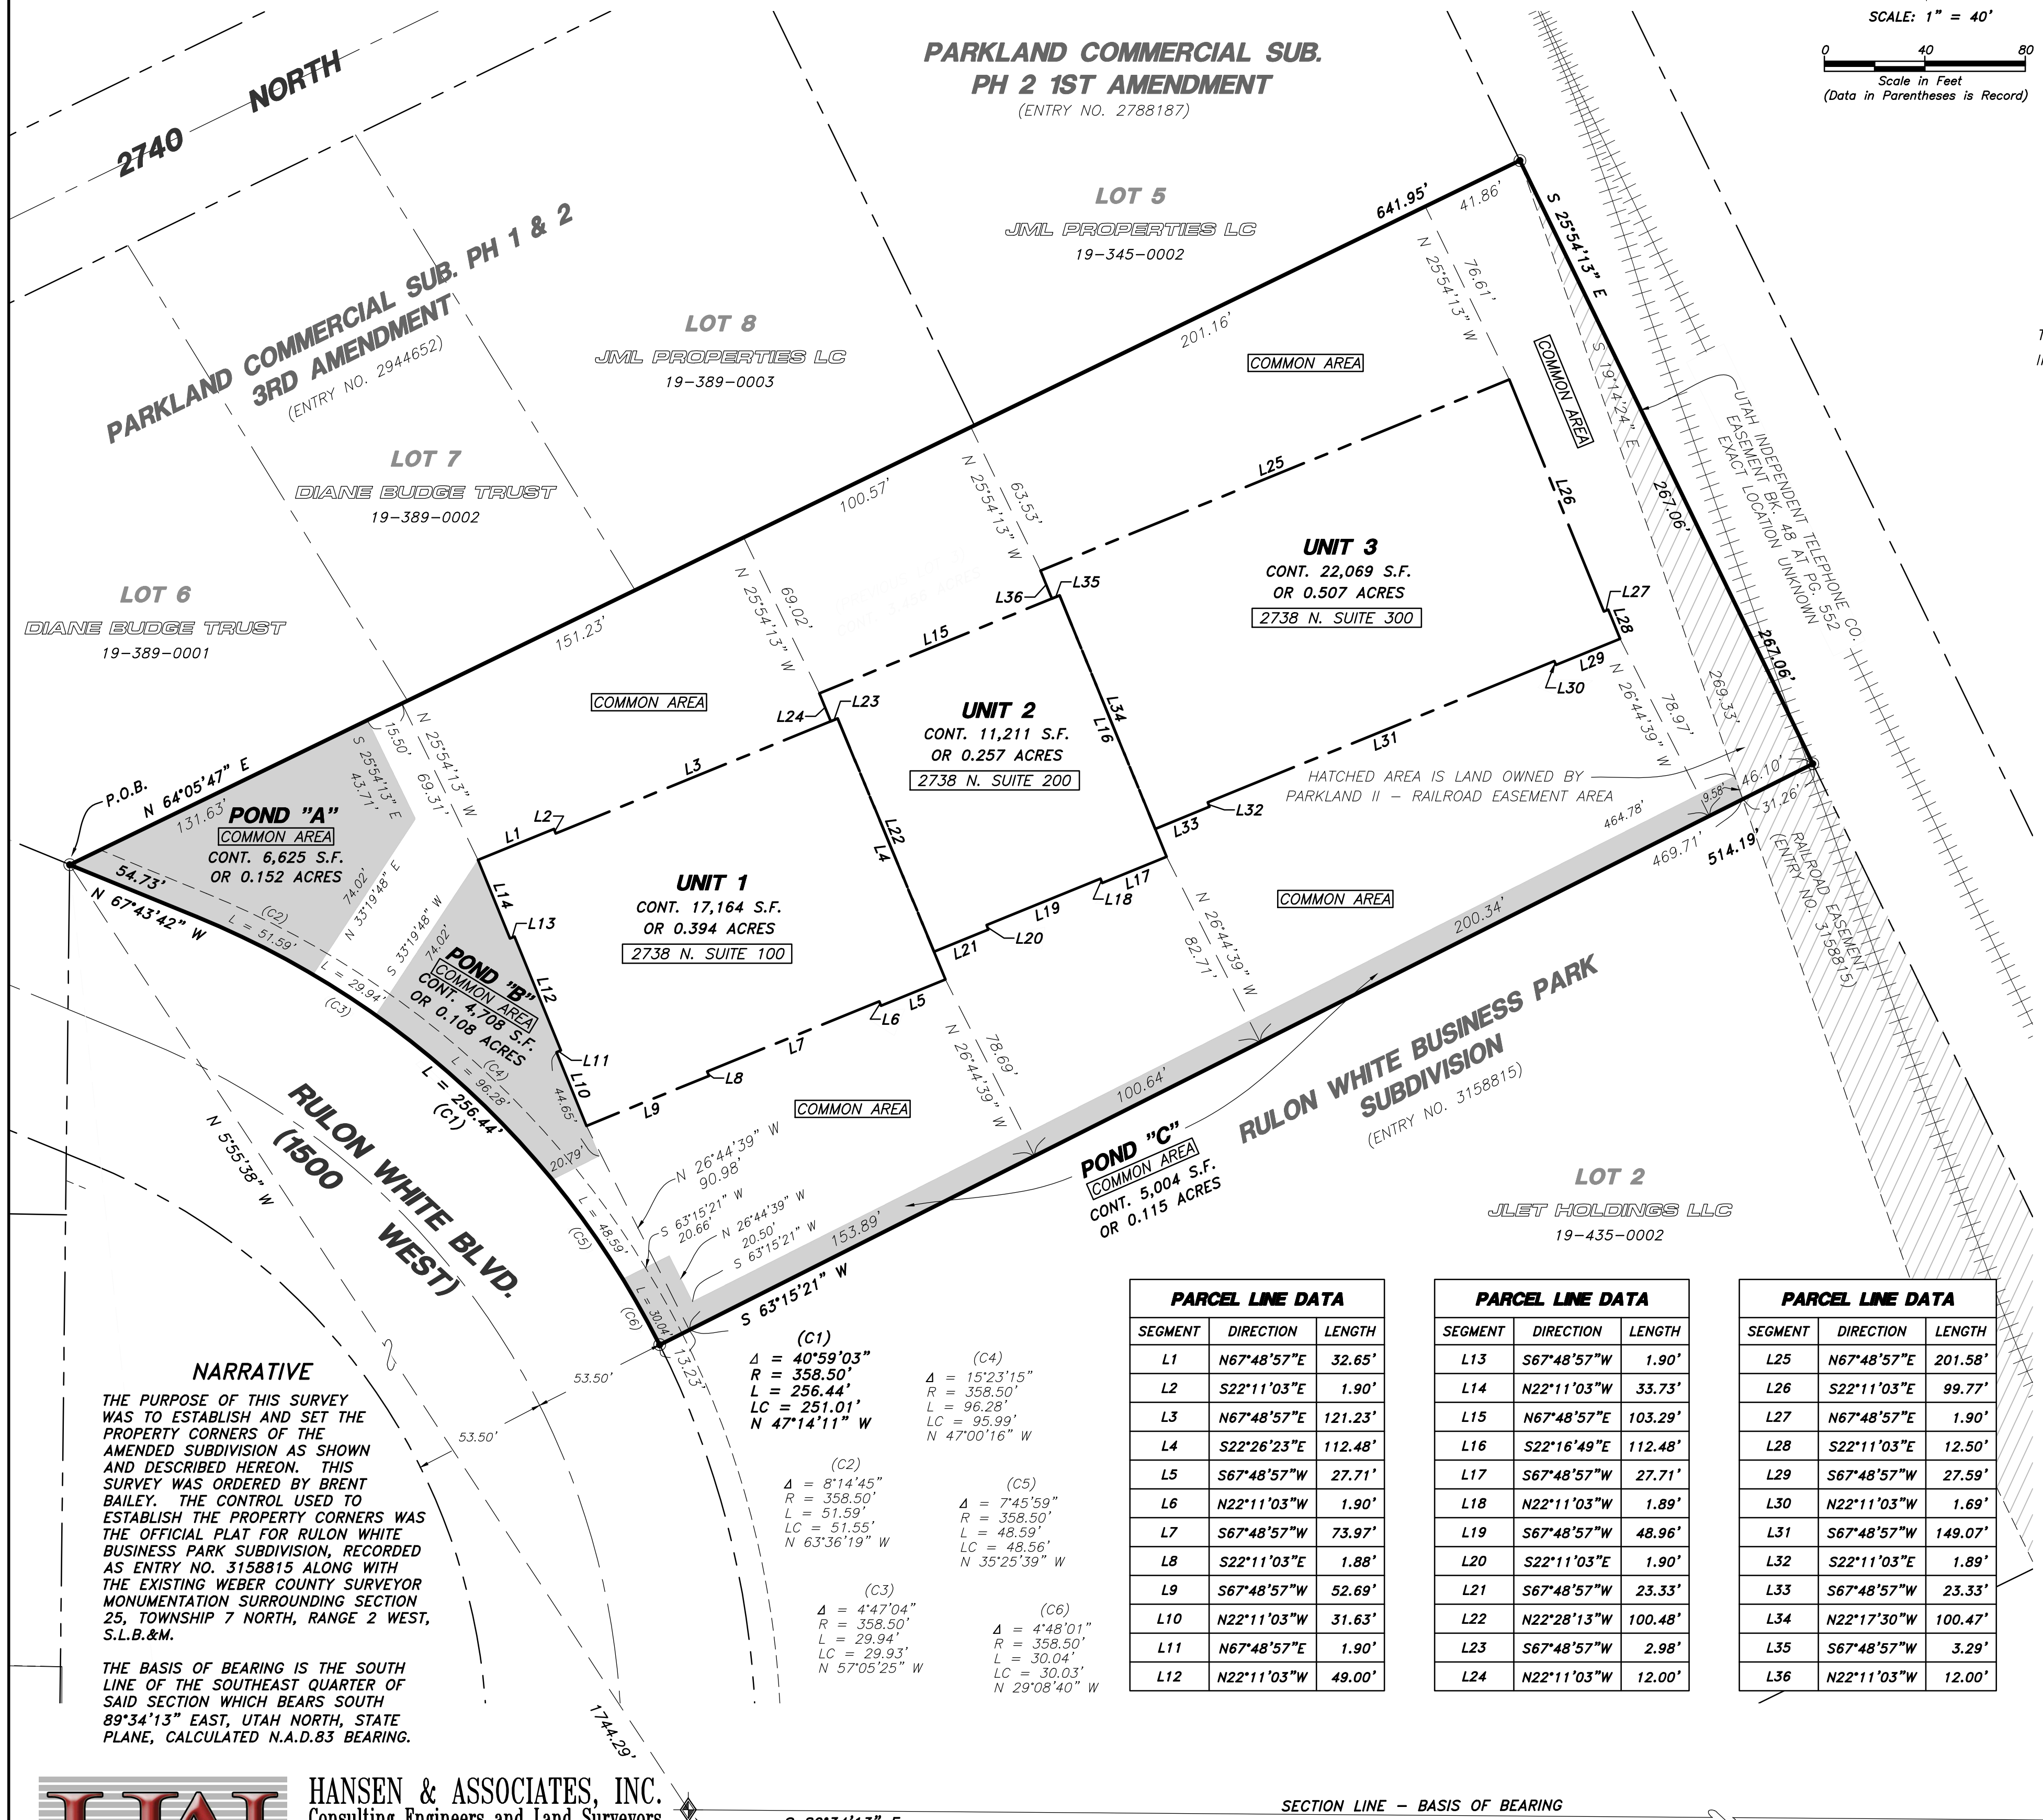 SCALE: 1" = 40'
0 40 80
Scale in Feet
(Data in Parentheses is Record)
2740 NORTH
PARKLAND COMMERCIAL SUB.
PH 2 1ST AMENDMENT
(ENTRY NO. 2788187)
LOT 5
JML PROPERTIES LC
19-345-0002
PARKLAND COMMERCIAL SUB. PH 1 & 2
3RD AMENDMENT
(ENTRY NO. 2944652)
LOT 8
JML PROPERTIES LC
19-389-0003
LOT 7
DIANE BUDGE TRUST
19-389-0002
LOT 6
DIANE BUDGE TRUST
19-389-0001
641.95'
41.86'
201.16'
100.57'
151.23'
131.63'
N 64°05'47" E
P.O.B.
N 25°54'13" W
76.61'
N 25°54'13" W
63.53'
N 25°54'13" W
69.02'
N 25°54'13" W
69.31'
15.50'
S 25°54'13" E
43.71'
S 25°54'13" E
S 19°14'24" E
267.06'
267.06'
269.33'
UTAH INDEPENDENT TELEPHONE CO.
EASEMENT BK. 48 AT PG. 552
EXACT LOCATION UNKNOWN
COMMON AREA
COMMON AREA
COMMON AREA
COMMON AREA
COMMON AREA
UNIT 3
CONT. 22,069 S.F.
OR 0.507 ACRES
2738 N. SUITE 300
UNIT 2
CONT. 11,211 S.F.
OR 0.257 ACRES
2738 N. SUITE 200
UNIT 1
CONT. 17,164 S.F.
OR 0.394 ACRES
2738 N. SUITE 100
L25
L26
L27
L28
L29
L30
L31
L32
L33
L34
L35
L36
L15
L16
L17
L18
L19
L20
L21
L22
L23
L24
L1
L2
L3
L4
L5
L6
L7
L8
L9
L10
L11
L12
L13
L14
POND "A"
COMMON AREA
CONT. 6,625 S.F.
OR 0.152 ACRES
54.73'
N 67°43'42" W
(C2)
L = 51.59'
74.02'
N 33°19'48" E
S 33°19'48" W
74.02'
L = 29.94'
(C3)
POND "B"
COMMON AREA
CONT. 4,708 S.F.
OR 0.108 ACRES
(C4)
L = 96.28'
L = 256.44'
(C1)
44.65'
20.79'
L = 48.59'
(C5)
(C6)
L = 30.04'
HATCHED AREA IS LAND OWNED BY
PARKLAND II - RAILROAD EASEMENT AREA
N 26°44'39" W
78.97'
N 26°44'39" W
82.71'
N 26°44'39" W
78.69'
N 26°44'39" W
90.98'
S 63°15'21" W
20.66'
N 26°44'39" W
20.50'
S 63°15'21" W
464.78'
9.58'
46.10'
31.26'
469.71'
514.19'
200.34'
100.64'
153.89'
S 63°15'21" W
13.23'
RAILROAD EASEMENT
(ENTRY NO. 3158815)
POND "C"
COMMON AREA
CONT. 5,004 S.F.
OR 0.115 ACRES
RULON WHITE BUSINESS PARK
SUBDIVISION
(ENTRY NO. 3158815)
LOT 2
JLET HOLDINGS LLC
19-435-0002
RULON WHITE BLVD.
(1500 WEST)
N 5°55'38" W
53.50'
53.50'
1744.29'
NARRATIVE
THE PURPOSE OF THIS SURVEY
WAS TO ESTABLISH AND SET THE
PROPERTY CORNERS OF THE
AMENDED SUBDIVISION AS SHOWN
AND DESCRIBED HEREON. THIS
SURVEY WAS ORDERED BY BRENT
BAILEY. THE CONTROL USED TO
ESTABLISH THE PROPERTY CORNERS WAS
THE OFFICIAL PLAT FOR RULON WHITE
BUSINESS PARK SUBDIVISION, RECORDED
AS ENTRY NO. 3158815 ALONG WITH
THE EXISTING WEBER COUNTY SURVEYOR
MONUMENTATION SURROUNDING SECTION
25, TOWNSHIP 7 NORTH, RANGE 2 WEST,
S.L.B.&M.
THE BASIS OF BEARING IS THE SOUTH
LINE OF THE SOUTHEAST QUARTER OF
SAID SECTION WHICH BEARS SOUTH
89°34'13" EAST, UTAH NORTH, STATE
PLANE, CALCULATED N.A.D.83 BEARING.
(C1)
Δ = 40°59'03"
R = 358.50'
L = 256.44'
LC = 251.01'
N 47°14'11" W
(C4)
Δ = 15°23'15"
R = 358.50'
L = 96.28'
LC = 95.99'
N 47°00'16" W
(C2)
Δ = 8°14'45"
R = 358.50'
L = 51.59'
LC = 51.55'
N 63°36'19" W
(C5)
Δ = 7°45'59"
R = 358.50'
L = 48.59'
LC = 48.56'
N 35°25'39" W
(C3)
Δ = 4°47'04"
R = 358.50'
L = 29.94'
LC = 29.93'
N 57°05'25" W
(C6)
Δ = 4°48'01"
R = 358.50'
L = 30.04'
LC = 30.03'
N 29°08'40" W
PARCEL LINE DATA
SEGMENT DIRECTION LENGTH
L1 N67°48'57"E 32.65'
L2 S22°11'03"E 1.90'
L3 N67°48'57"E 121.23'
L4 S22°26'23"E 112.48'
L5 S67°48'57"W 27.71'
L6 N22°11'03"W 1.90'
L7 S67°48'57"W 73.97'
L8 S22°11'03"E 1.88'
L9 S67°48'57"W 52.69'
L10 N22°11'03"W 31.63'
L11 N67°48'57"E 1.90'
L12 N22°11'03"W 49.00'
PARCEL LINE DATA
SEGMENT DIRECTION LENGTH
L13 S67°48'57"W 1.90'
L14 N22°11'03"W 33.73'
L15 N67°48'57"E 103.29'
L16 S22°16'49"E 112.48'
L17 S67°48'57"W 27.71'
L18 N22°11'03"W 1.89'
L19 S67°48'57"W 48.96'
L20 S22°11'03"E 1.90'
L21 S67°48'57"W 23.33'
L22 N22°28'13"W 100.48'
L23 S67°48'57"W 2.98'
L24 N22°11'03"W 12.00'
PARCEL LINE DATA
SEGMENT DIRECTION LENGTH
L25 N67°48'57"E 201.58'
L26 S22°11'03"E 99.77'
L27 N67°48'57"E 1.90'
L28 S22°11'03"E 12.50'
L29 S67°48'57"W 27.59'
L30 N22°11'03"W 1.69'
L31 S67°48'57"W 149.07'
L32 S22°11'03"E 1.89'
L33 S67°48'57"W 23.33'
L34 N22°17'30"W 100.47'
L35 S67°48'57"W 3.29'
L36 N22°11'03"W 12.00'
HANSEN & ASSOCIATES, INC.
Consulting Engineers and Land Surveyors
SECTION LINE - BASIS OF BEARING